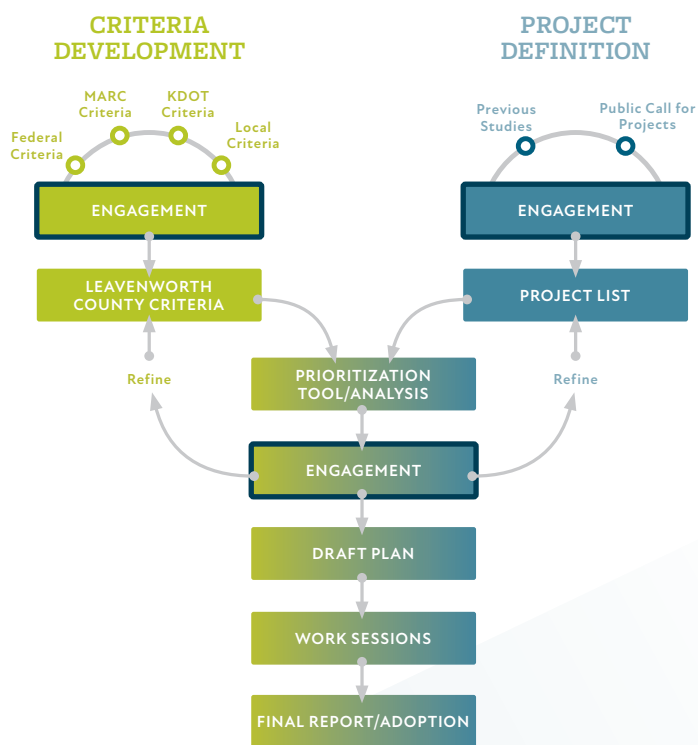 CRITERIA
DEVELOPMENT
PROJECT
DEFINITION
MARC
Criteria
KDOT
Criteria
Federal
Criteria
Local
Criteria
Previous
Studies
Public Call for
Projects
ENGAGEMENT
ENGAGEMENT
LEAVENWORTH
COUNTY CRITERIA
PROJECT LIST
Refine
Refine
PRIORITIZATION
TOOL/ANALYSIS
ENGAGEMENT
DRAFT PLAN
WORK SESSIONS
FINAL REPORT/ADOPTION